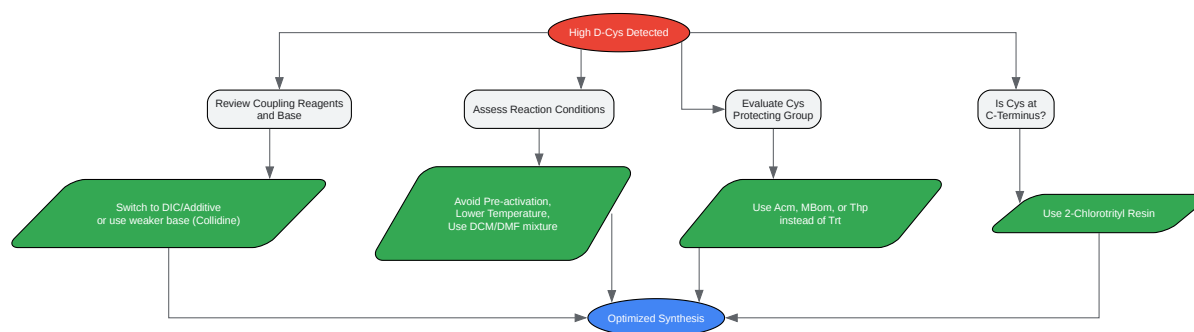 High D-Cys Detected
Review Coupling Reagents
and Base
Assess Reaction Conditions
Evaluate Cys
Protecting Group
Is Cys at
C-Terminus?
Switch to DIC/Additive
or use weaker base (Collidine)
Avoid Pre-activation,
Lower Temperature,
Use DCM/DMF mixture
Use Acm, MBom, or Thp
instead of Trt
Use 2-Chlorotrityl Resin
Optimized Synthesis